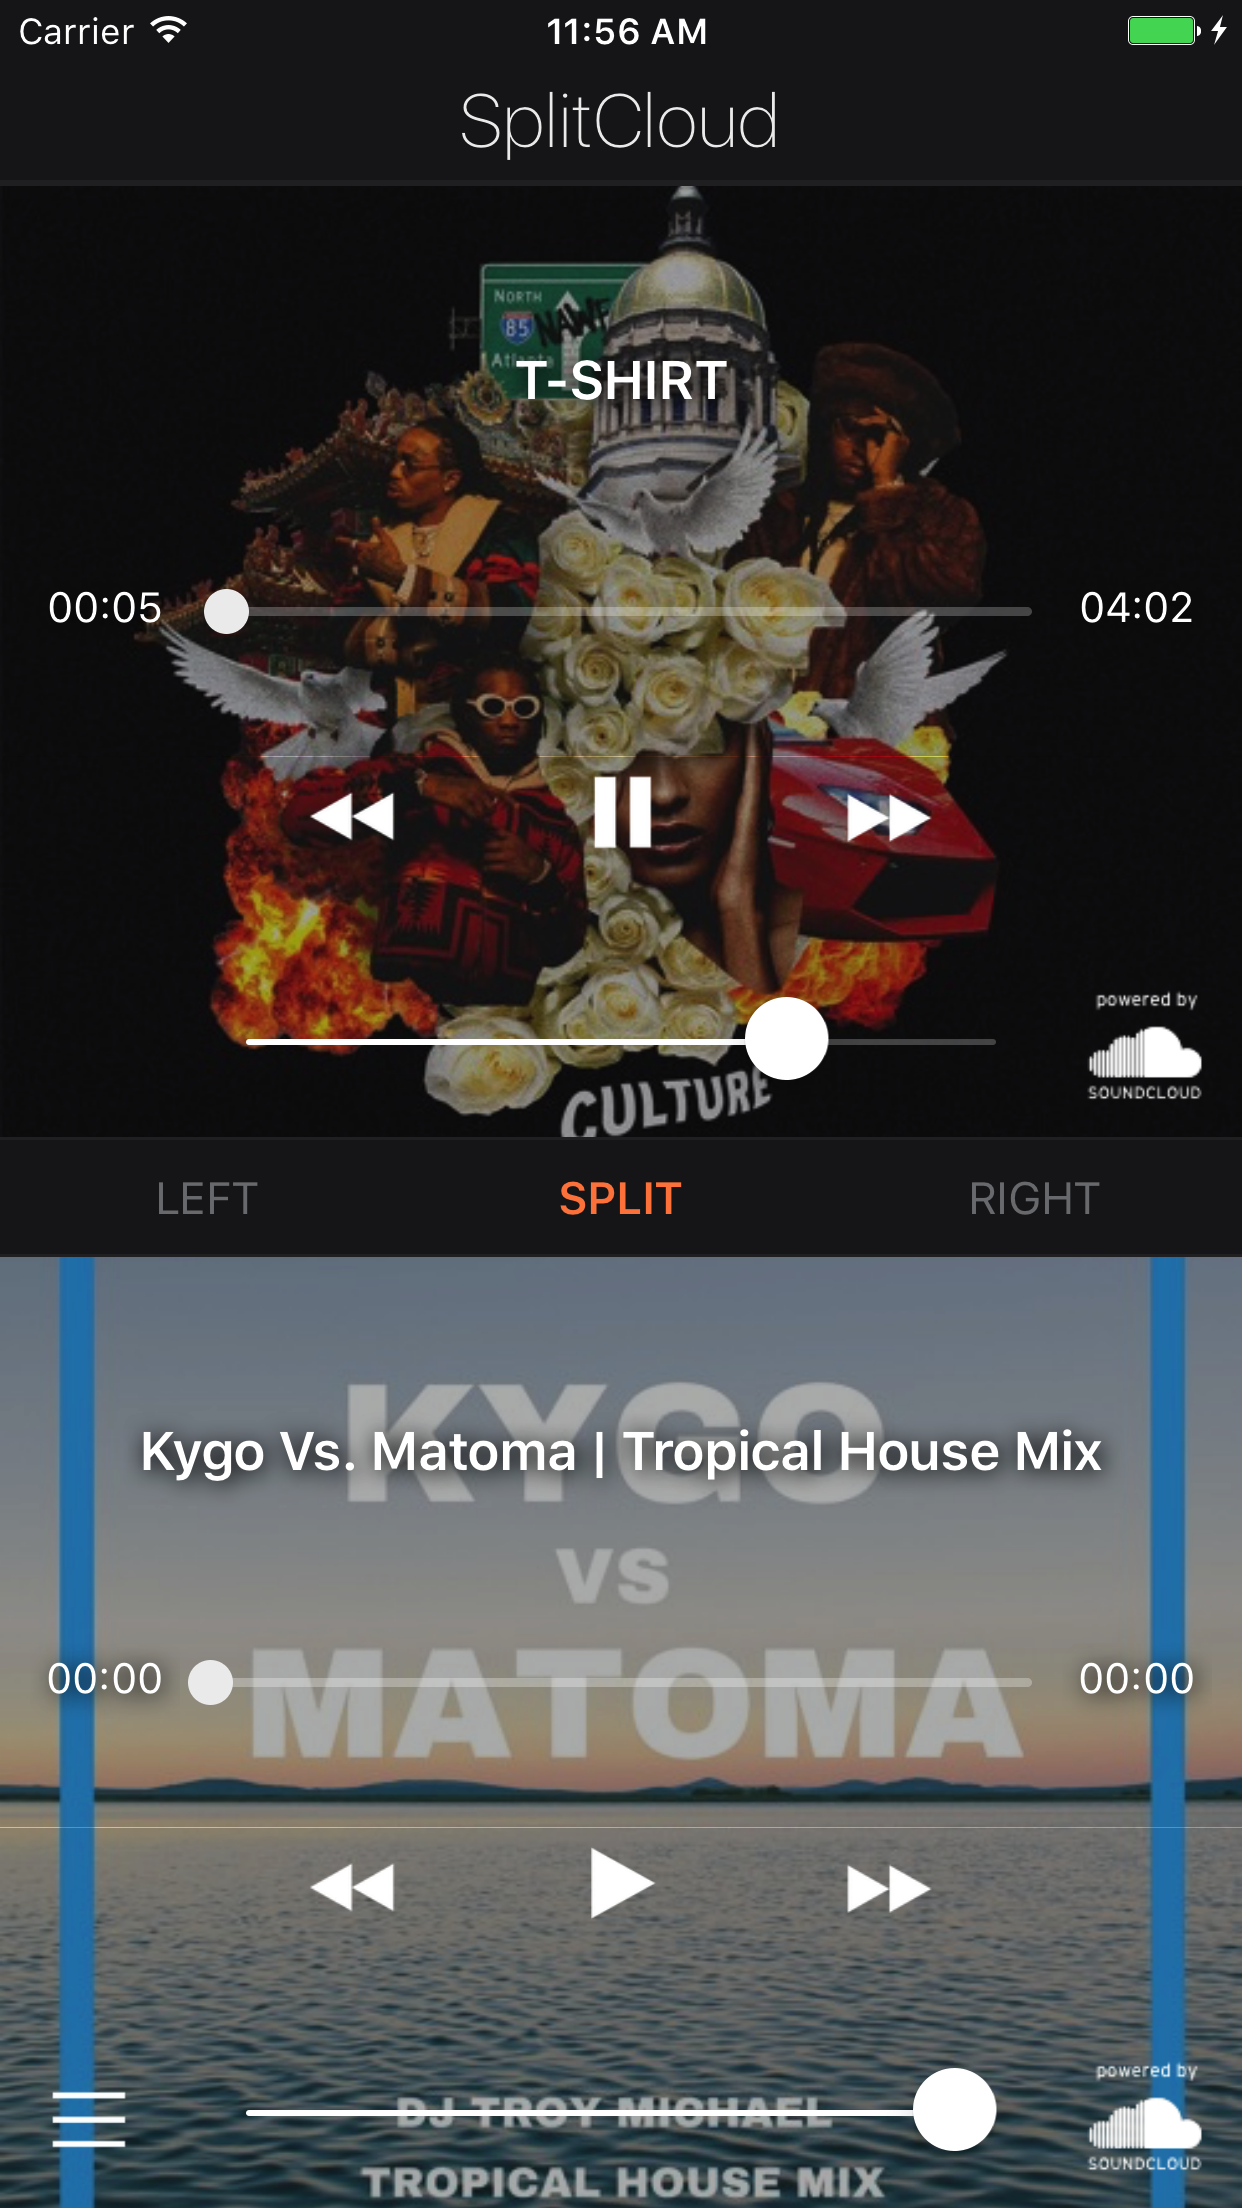 Carrier
11:56 AM
SplitCloud
NORTH
85
NAWF
Atlanta
T-SHIRT
00:05
04:02
powered by
SOUNDCLOUD
CULTURE
LEFT
SPLIT
RIGHT
KYGO
Kygo Vs. Matoma | Tropical House Mix
VS
00:00
00:00
MATOMA
powered by
DJ TROY MICHAEL
SOUNDCLOUD
TROPICAL HOUSE MIX